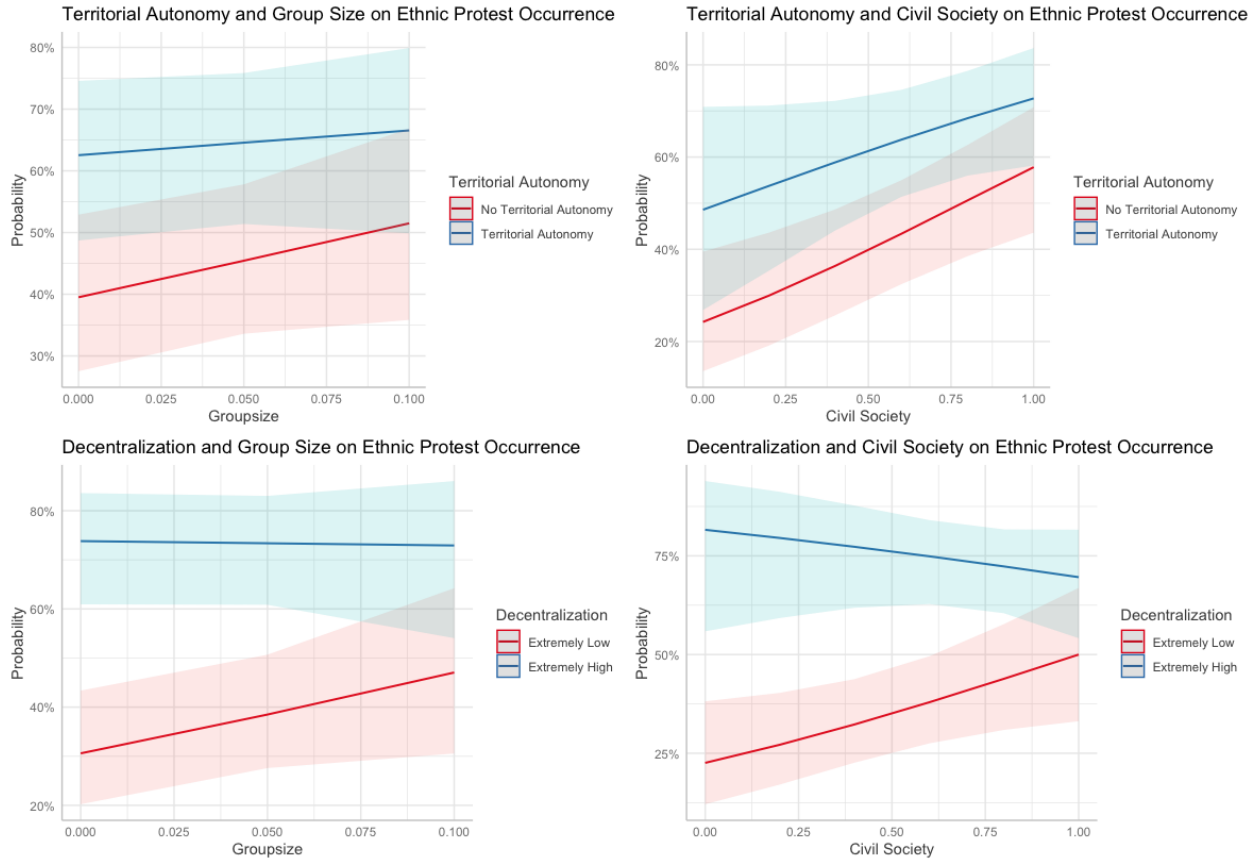 Territorial Autonomy and Group Size on Ethnic Protest Occurrence
80%
70%
60%
50%
40%
30%
Probability
0.000 0.025 0.050 0.075 0.100
Groupsize
Territorial Autonomy
No Territorial Autonomy
Territorial Autonomy
Territorial Autonomy and Civil Society on Ethnic Protest Occurrence
80%
60%
40%
20%
Probability
0.00 0.25 0.50 0.75 1.00
Civil Society
Territorial Autonomy
No Territorial Autonomy
Territorial Autonomy
Decentralization and Group Size on Ethnic Protest Occurrence
80%
60%
40%
20%
Probability
0.000 0.025 0.050 0.075 0.100
Groupsize
Decentralization
Extremely Low
Extremely High
Decentralization and Civil Society on Ethnic Protest Occurrence
75%
50%
25%
Probability
0.00 0.25 0.50 0.75 1.00
Civil Society
Decentralization
Extremely Low
Extremely High